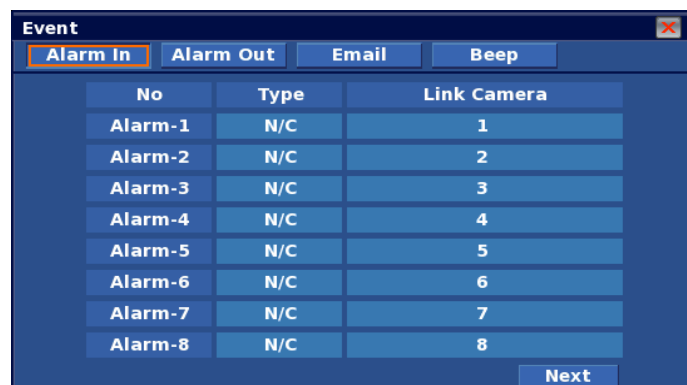 Event
Alarm In Alarm Out Email Beep
No Type Link Camera
Alarm-1 N/C 1
Alarm-2 N/C 2
Alarm-3 N/C 3
Alarm-4 N/C 4
Alarm-5 N/C 5
Alarm-6 N/C 6
Alarm-7 N/C 7
Alarm-8 N/C 8
Next